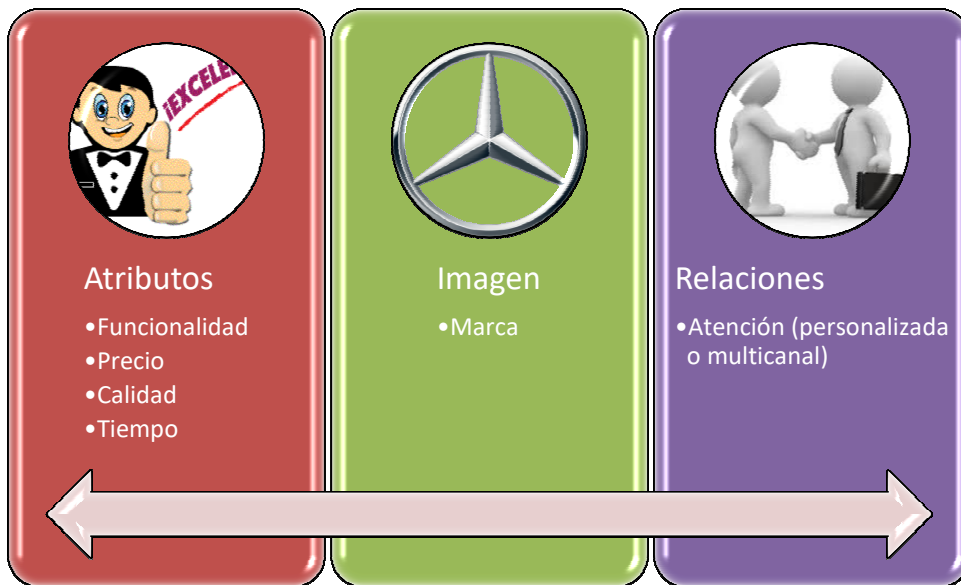 ¡EXCELE
Atributos
•Funcionalidad
•Precio
•Calidad
•Tiempo
Imagen
•Marca
Relaciones
•Atención (personalizada
o multicanal)